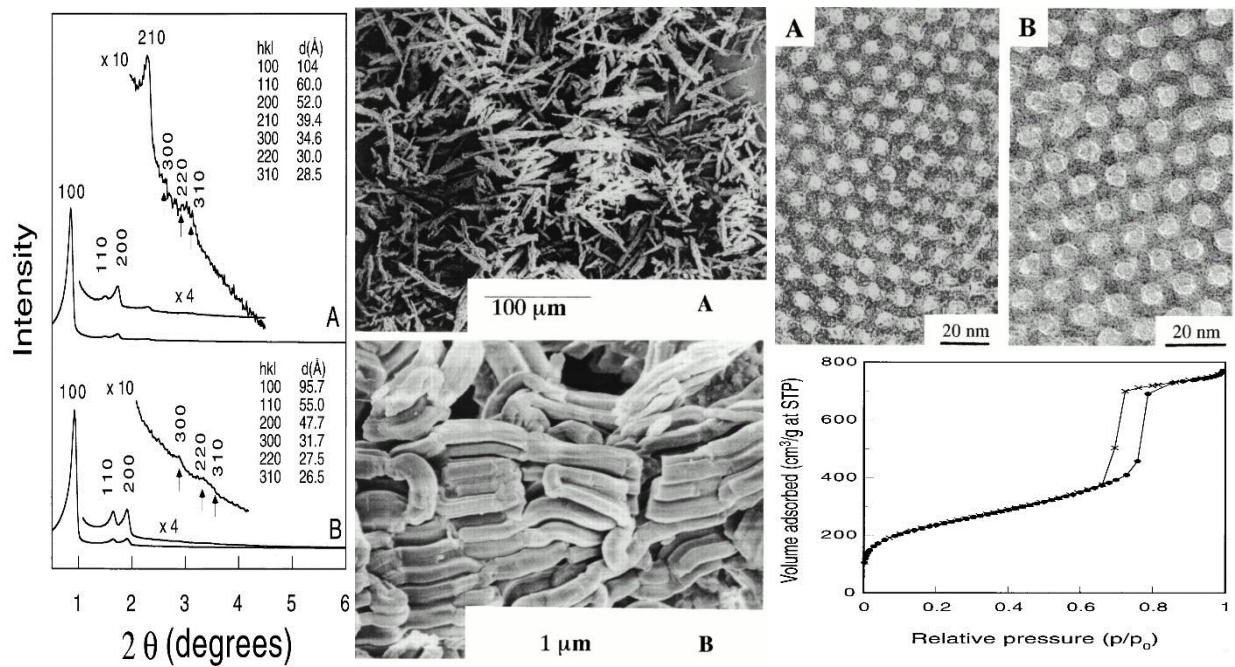 Intensity
210
x 10
hkl d(Å)
100 104
110 60.0
200 52.0
210 39.4
300 34.6
220 30.0
310 28.5
300
220
310
100
110
200
x 4
A
x 10
hkl d(Å)
100 95.7
110 55.0
200 47.7
300 31.7
220 27.5
310 26.5
100
300
220
310
110
200
x 4
B
1 2 3 4 5 6
2 θ (degrees)
100 µm A
1 µm B
A
20 nm
B
20 nm
Volume adsorbed (cm³/g at STP)
800
600
400
200
0
0 0.2 0.4 0.6 0.8 1
Relative pressure (p/p₀)